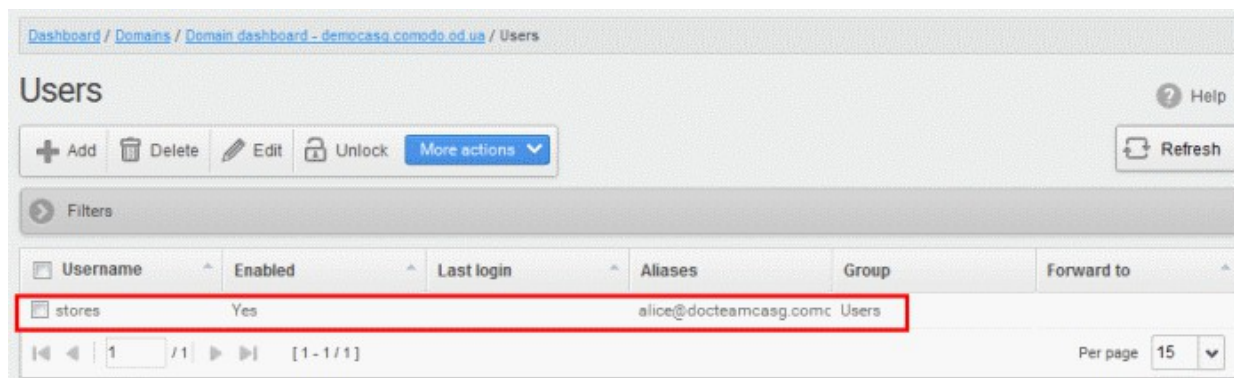 Dashboard / Domains / Domain dashboard - democasg.comodo.od.ua / Users
Users
Help
Add Delete Edit Unlock More actions
Refresh
Filters
Username Enabled Last login Aliases Group Forward to
stores Yes alice@docteamcasg.comc Users
1 / 1 [ 1 - 1 / 1 ] Per page 15